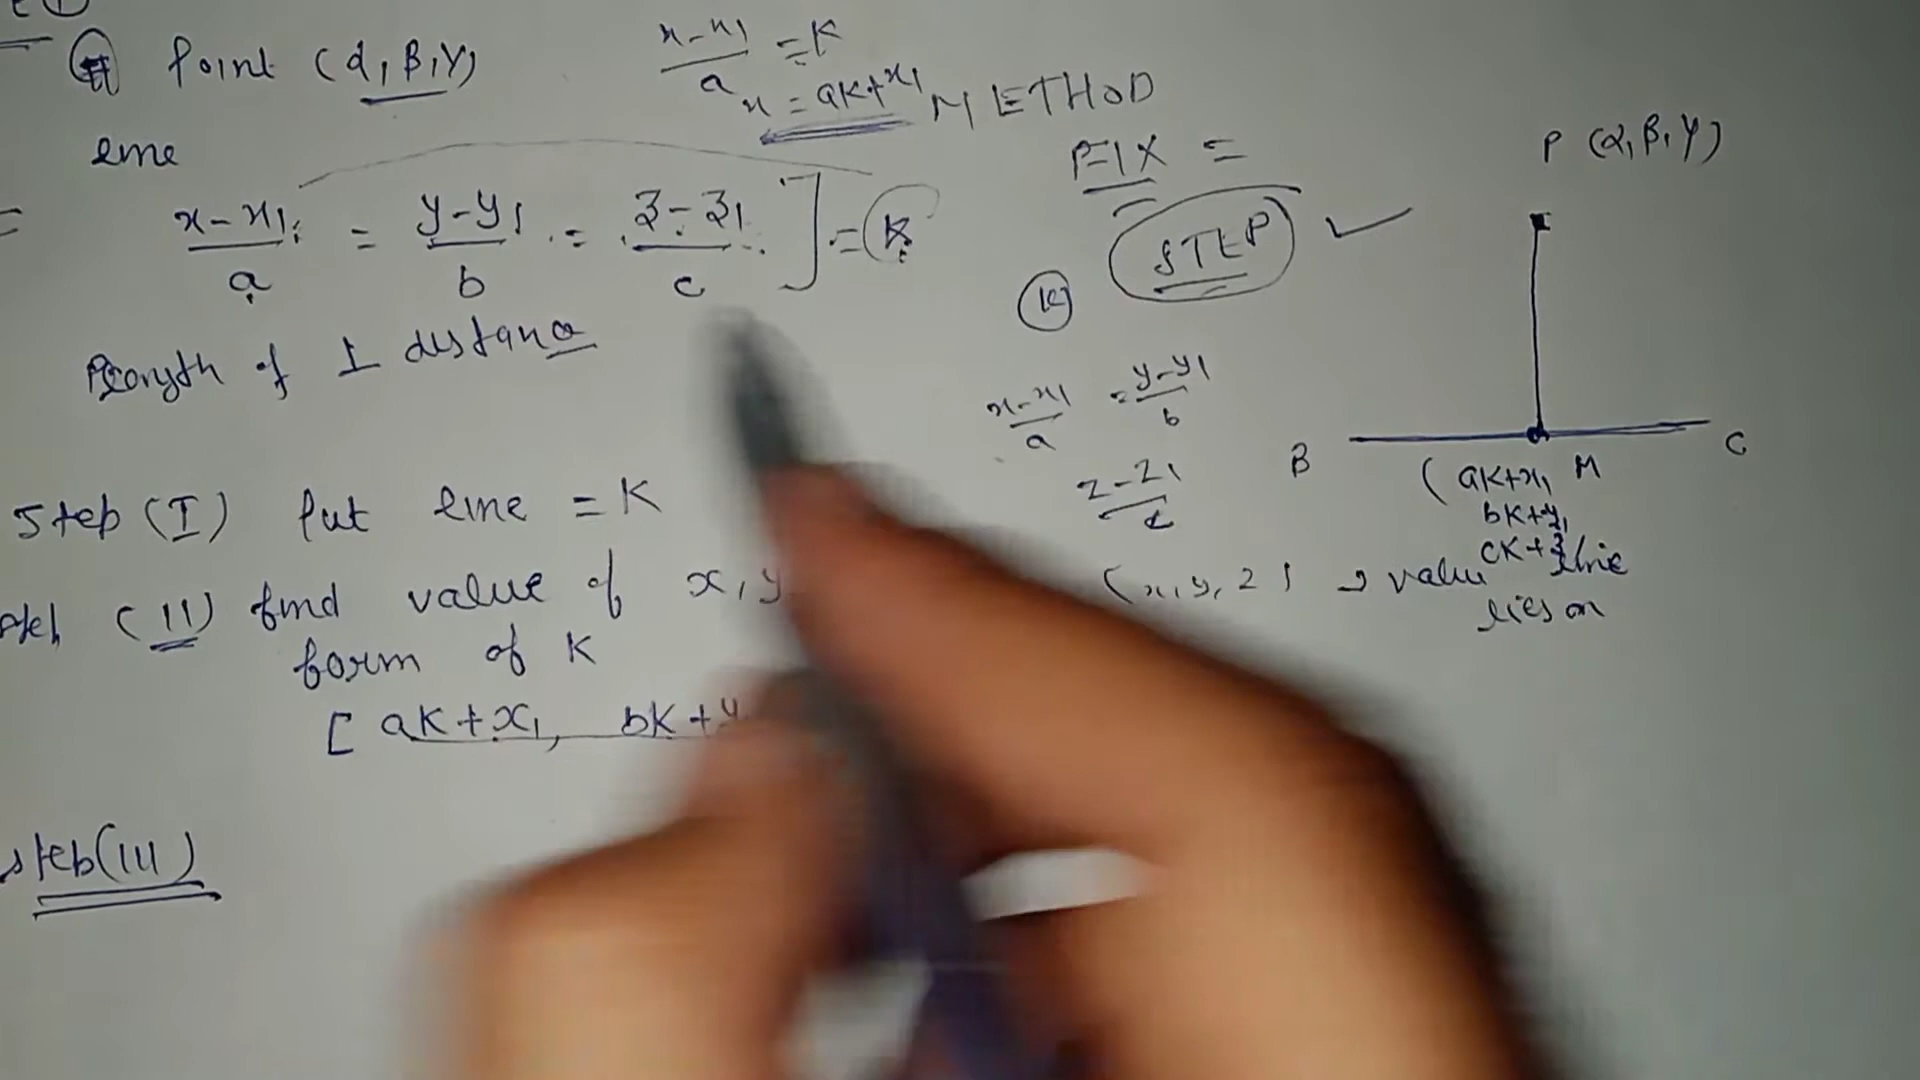 # Point (α, β, γ)
x-x1/a = K
x = ak+x1
METHOD
line
FIX =
STEP
x-x1/a = y-y1/b = z-z1/c ] = K
Length of ⊥ distance
K
x-x1/a = y-y1/b
z-z1/c
(x, y, z) → value line
lies on
P (α, β, γ)
B M C
(ak+x1
bk+y1
ck+z1
Step (I) Put line = K
(II) find value of x, y
form of K
[ ak+x1, bk+y
steb(III)